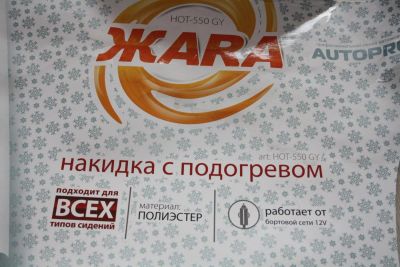 HOT-550 GY
ЖАRА
AUTOPRO
art: HOT-550 GY
накидка с подогревом
подходит для
ВСЕХ
типов сидений
материал:
ПОЛИЭСТЕР
работает от
бортовой сети 12V